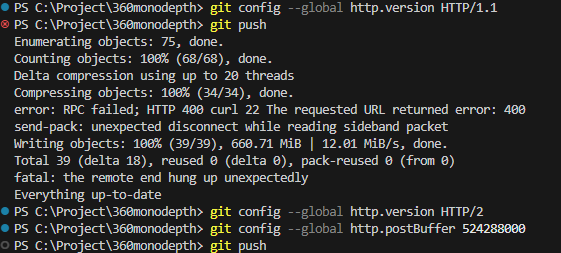 PS C:\Project\360monodepth> git config --global http.version HTTP/1.1
PS C:\Project\360monodepth> git push
Enumerating objects: 75, done.
Counting objects: 100% (68/68), done.
Delta compression using up to 20 threads
Compressing objects: 100% (34/34), done.
error: RPC failed; HTTP 400 curl 22 The requested URL returned error: 400
send-pack: unexpected disconnect while reading sideband packet
Writing objects: 100% (39/39), 660.71 MiB | 12.01 MiB/s, done.
Total 39 (delta 18), reused 0 (delta 0), pack-reused 0 (from 0)
fatal: the remote end hung up unexpectedly
Everything up-to-date
PS C:\Project\360monodepth> git config --global http.version HTTP/2
PS C:\Project\360monodepth> git config --global http.postBuffer 524288000
PS C:\Project\360monodepth> git push